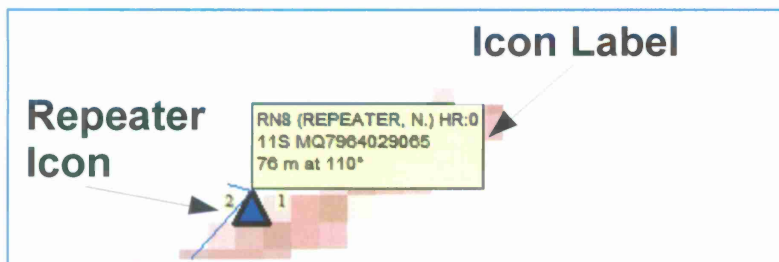 Icon Label
Repeater
Icon
RN8 (REPEATER, N.) HR:0
11S MQ7964029065
76 m at 110°
2 1